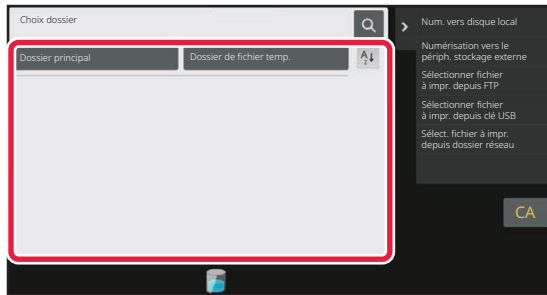 Choix dossier
Dossier principal
Dossier de fichier temp.
A
Z
Num. vers disque local
Numérisation vers le
périph. stockage externe
Sélectionner fichier
à impr. depuis FTP
Sélectionner fichier
à impr. depuis clé USB
Sélect. fichier à impr.
depuis dossier réseau
CA